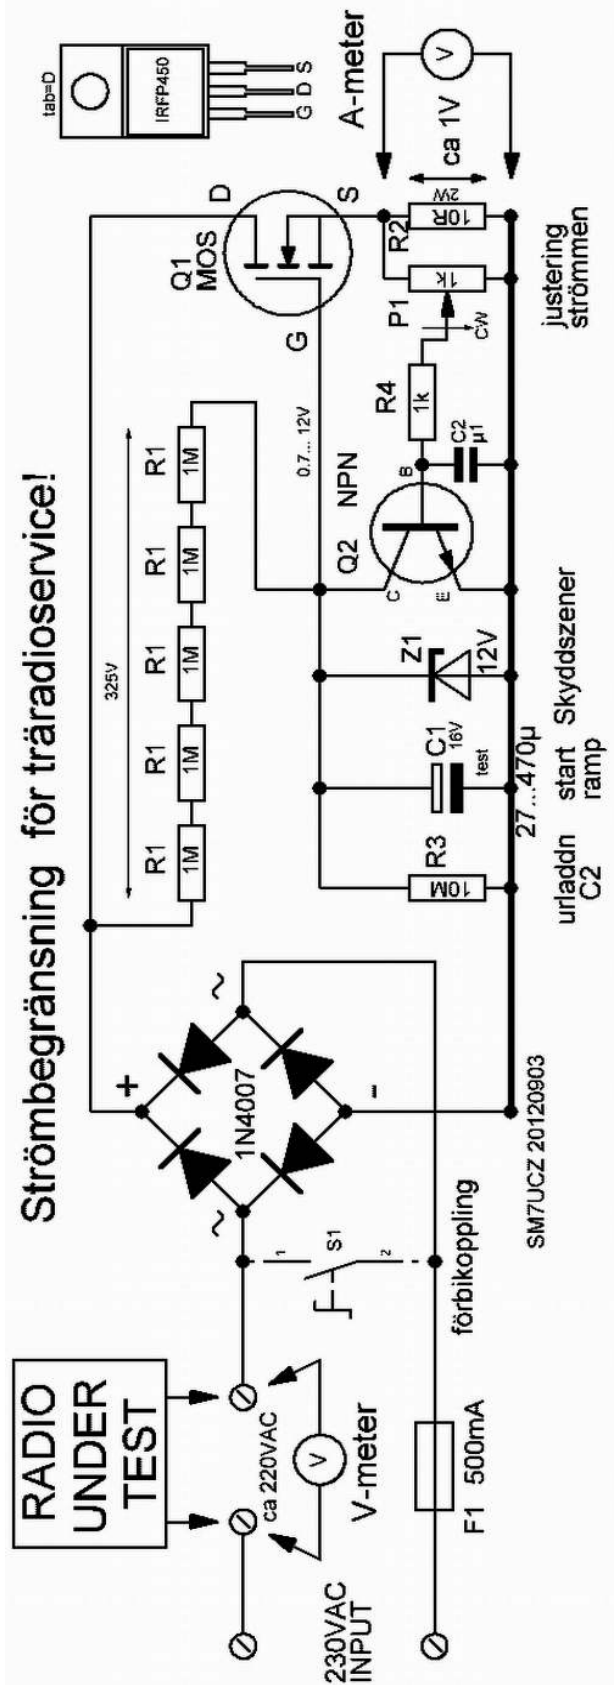 Strömbegränsning för träradioservice!
tab=D
IRFP450
G D S
RADIO
UNDER
TEST
ca 220VAC
V
V-meter
230VAC
INPUT
F1 500mA
förbikoppling
S1
1
2
~
~
+
-
1N4007
SM7UCZ 20120903
325V
R1
R1
R1
R1
R1
1M
1M
1M
1M
1M
0.7... 12V
Q1
MOS
D
G
S
R3
10M
C1
16V
test
27...470µ
Z1
12V
Q2
NPN
C
B
E
C2
µ1
R4
1k
P1
1k
CW
R2
10R
2W
ca 1V
A-meter
V
urladdn
C2
start
ramp
Skyddszener
justering
strömmen